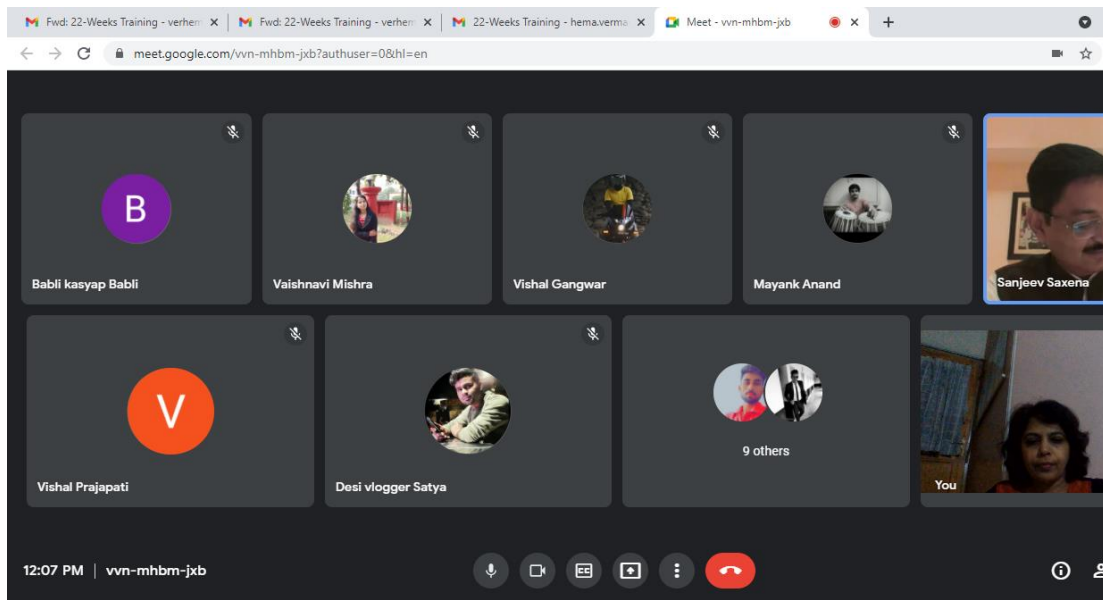 Fwd: 22-Weeks Training - verhem
Fwd: 22-Weeks Training - verhem
22-Weeks Training - hema.verma
Meet - vvn-mhbm-jxb
meet.google.com/vvn-mhbm-jxb?authuser=0&hl=en
B
Babli kasyap Babli
Vaishnavi Mishra
Vishal Gangwar
Mayank Anand
Sanjeev Saxena
V
Vishal Prajapati
Desi vlogger Satya
9 others
You
12:07 PM | vvn-mhbm-jxb
CC